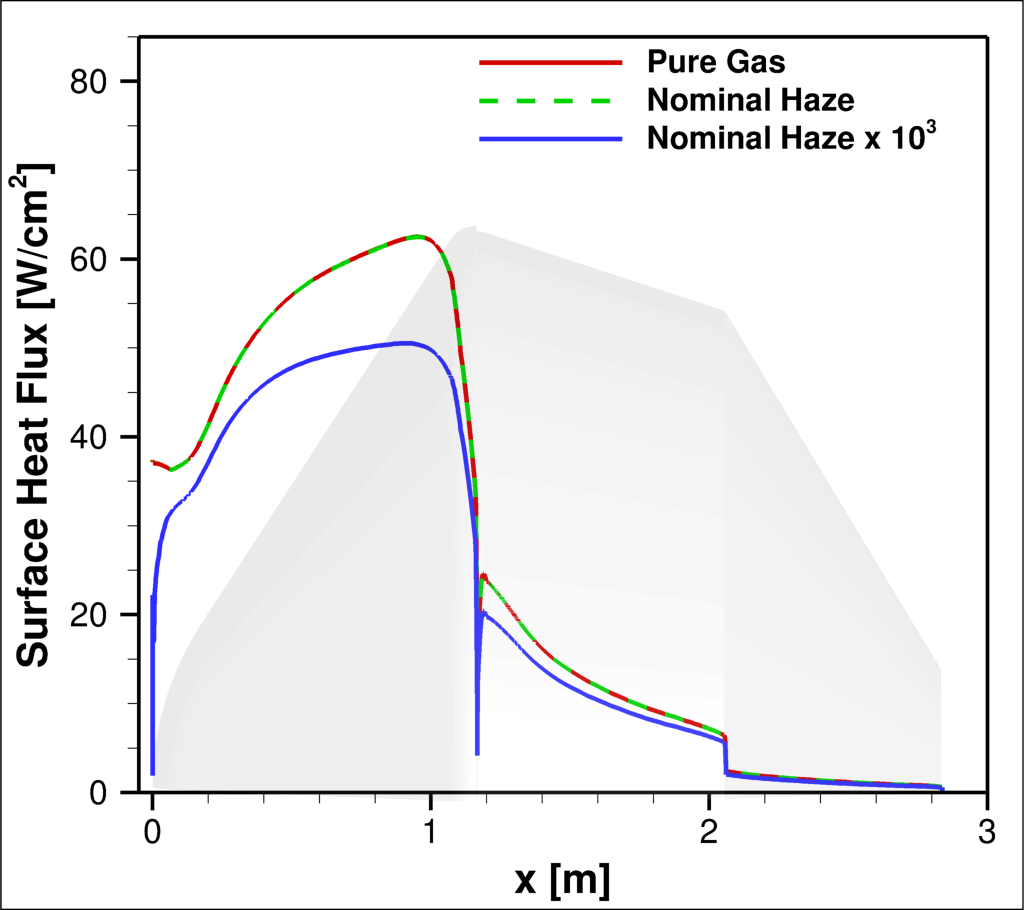 Pure Gas
Nominal Haze
Nominal Haze x 10³
Surface Heat Flux [W/cm²]
80
60
40
20
0
0 1 2 3
x [m]